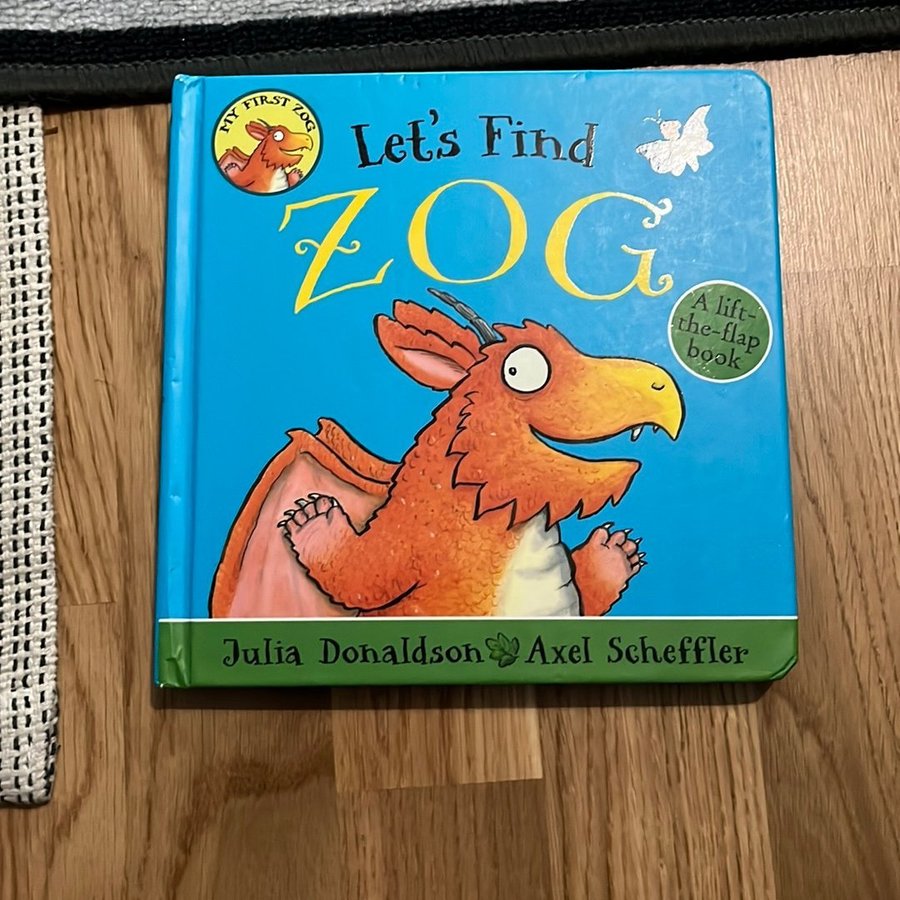 MY FIRST ZOG
Let's Find
ZOG
A lift-
the-flap
book
Julia Donaldson Axel Scheffler